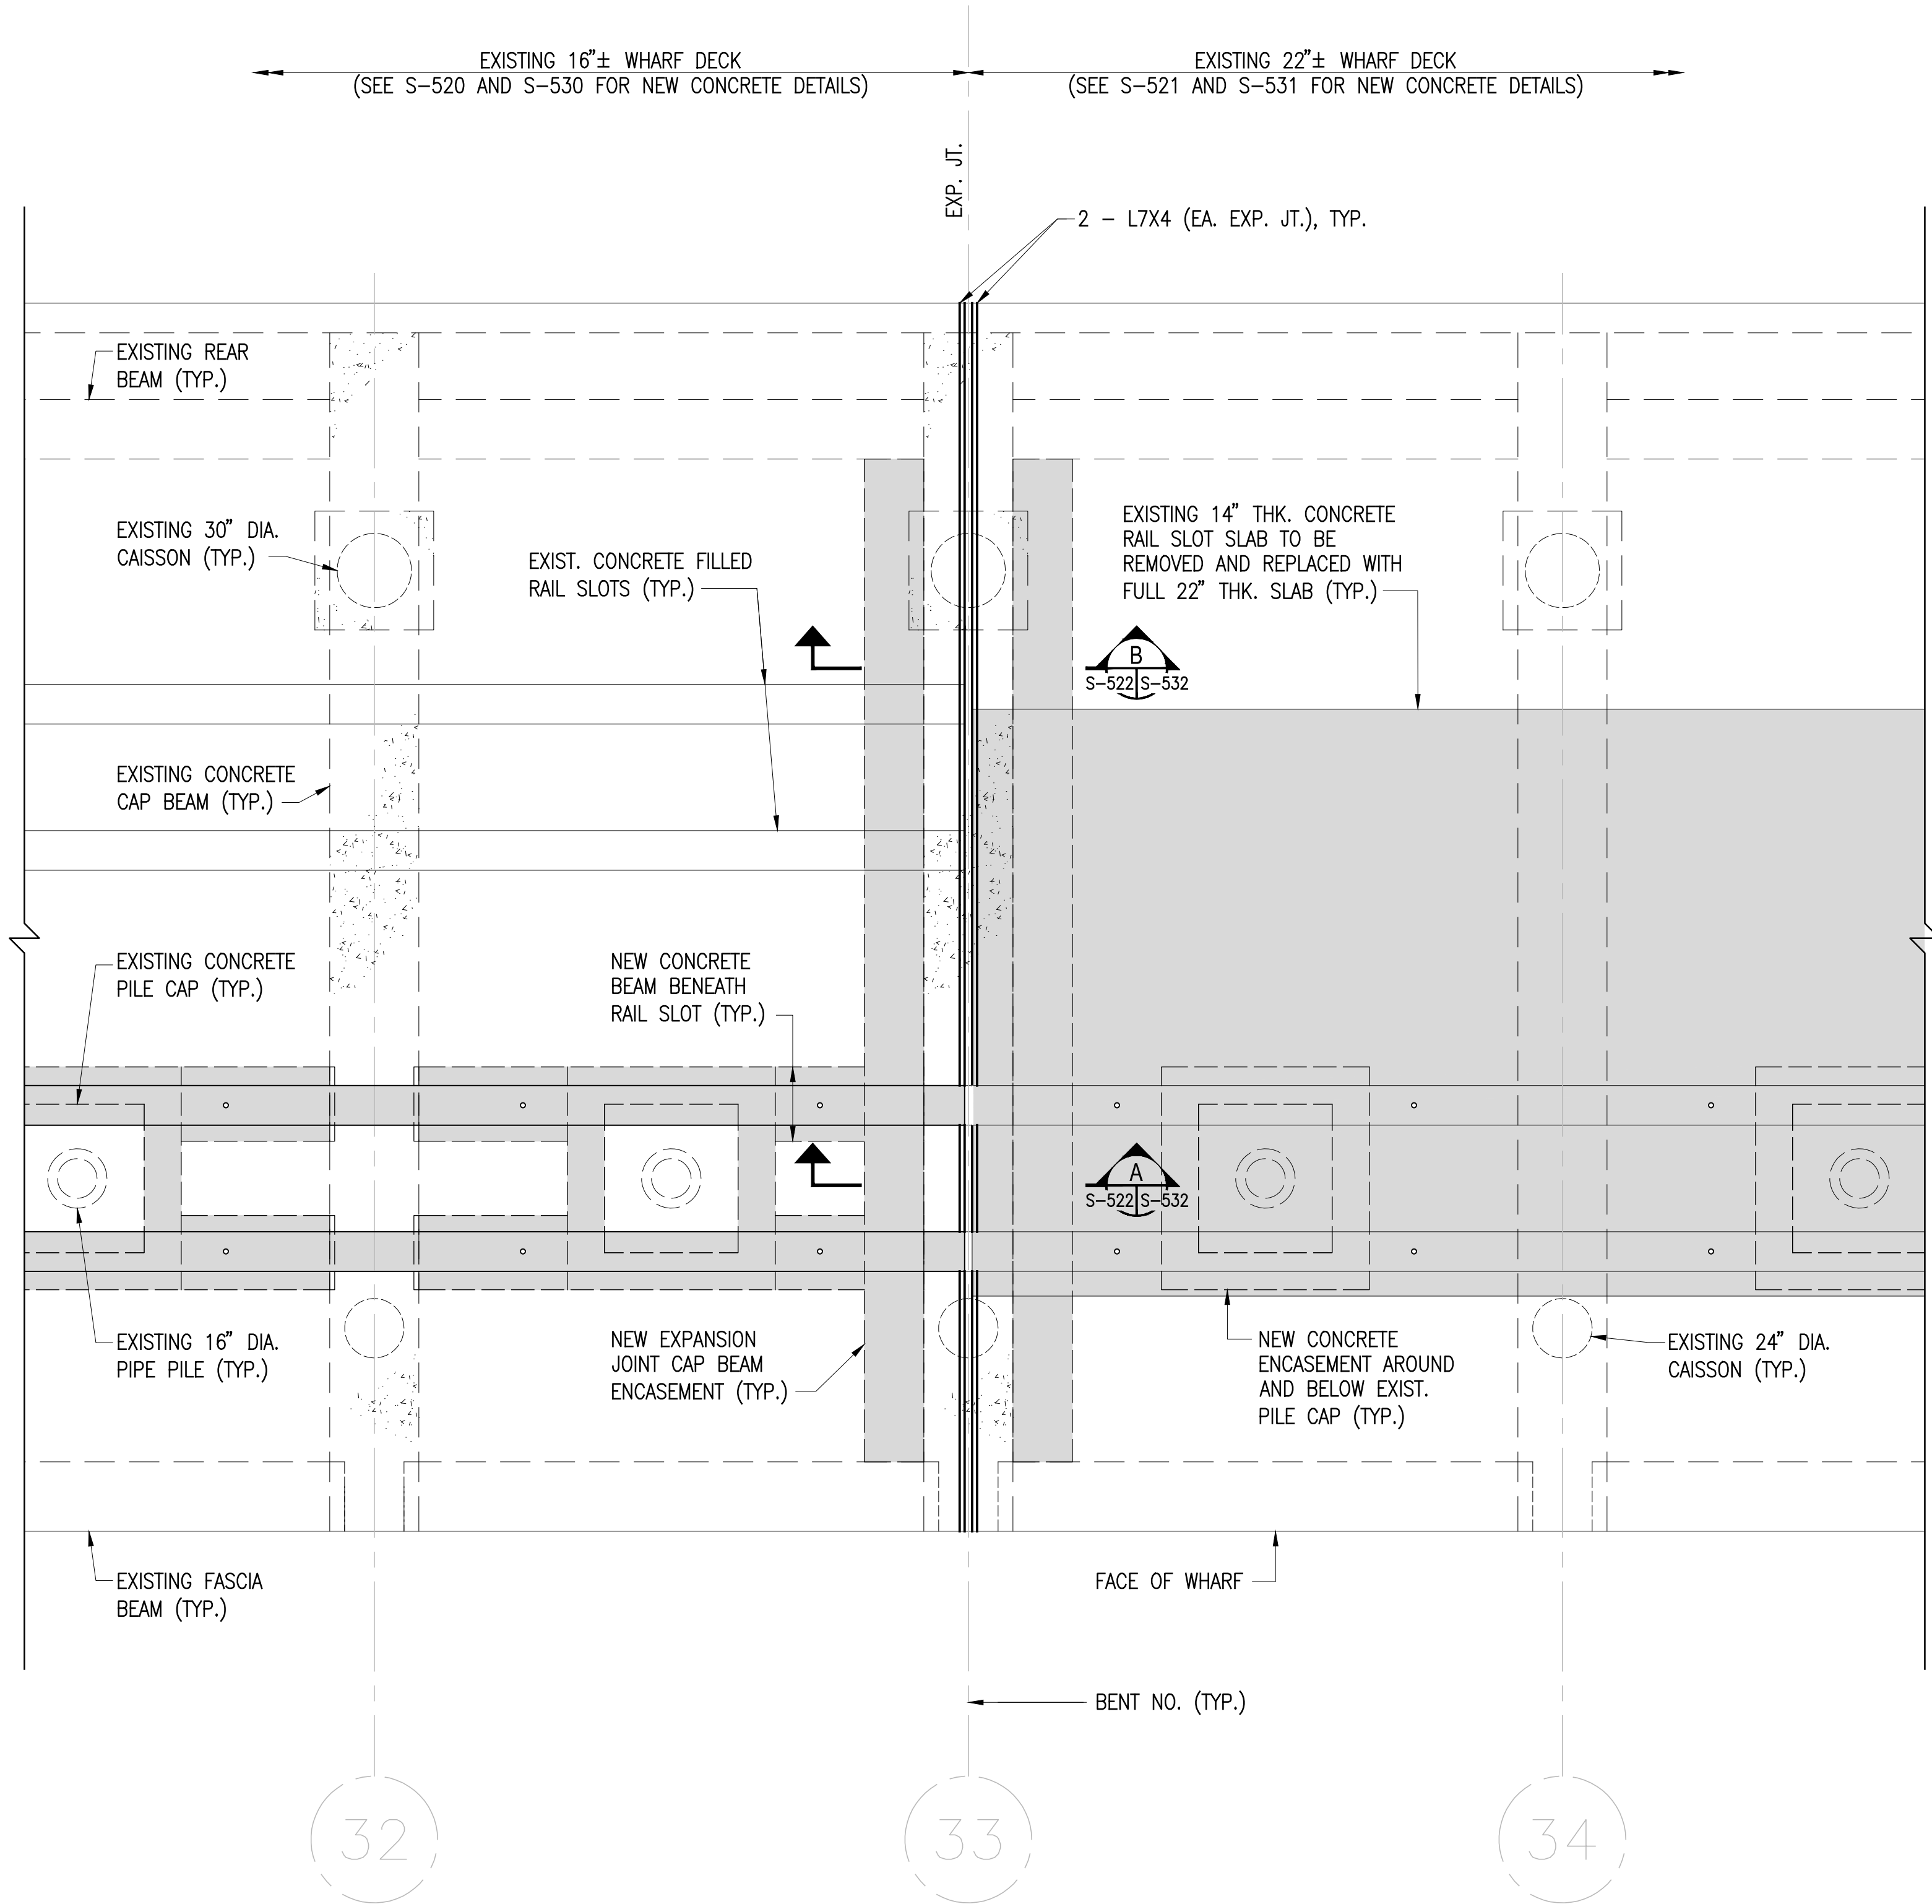 EXISTING 16"± WHARF DECK
(SEE S-520 AND S-530 FOR NEW CONCRETE DETAILS)
EXISTING 22"± WHARF DECK
(SEE S-521 AND S-531 FOR NEW CONCRETE DETAILS)
EXP. JT.
2 - L7X4 (EA. EXP. JT.), TYP.
EXISTING REAR
BEAM (TYP.)
EXISTING 30" DIA.
CAISSON (TYP.)
EXIST. CONCRETE FILLED
RAIL SLOTS (TYP.)
EXISTING 14" THK. CONCRETE
RAIL SLOT SLAB TO BE
REMOVED AND REPLACED WITH
FULL 22" THK. SLAB (TYP.)
B
S-522 S-532
EXISTING CONCRETE
CAP BEAM (TYP.)
EXISTING CONCRETE
PILE CAP (TYP.)
NEW CONCRETE
BEAM BENEATH
RAIL SLOT (TYP.)
A
S-522 S-532
EXISTING 16" DIA.
PIPE PILE (TYP.)
NEW EXPANSION
JOINT CAP BEAM
ENCASEMENT (TYP.)
NEW CONCRETE
ENCASEMENT AROUND
AND BELOW EXIST.
PILE CAP (TYP.)
EXISTING 24" DIA.
CAISSON (TYP.)
EXISTING FASCIA
BEAM (TYP.)
FACE OF WHARF
BENT NO. (TYP.)
32
33
34